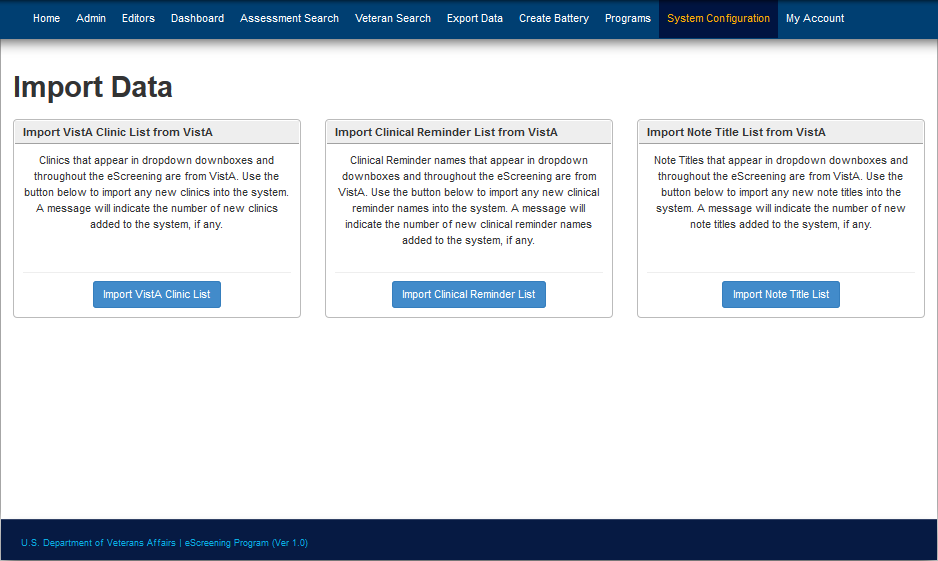 Home Admin Editors Dashboard Assessment Search Veteran Search Export Data Create Battery Programs System Configuration My Account
Import Data
Import VistA Clinic List from VistA
Clinics that appear in dropdown downboxes and
throughout the eScreening are from VistA. Use the
button below to import any new clinics into the system.
A message will indicate the number of new clinics
added to the system, if any.
Import VistA Clinic List
Import Clinical Reminder List from VistA
Clinical Reminder names that appear in dropdown
downboxes and throughout the eScreening are from
VistA. Use the button below to import any new clinical
reminder names into the system. A message will
indicate the number of new clinical reminder names
added to the system, if any.
Import Clinical Reminder List
Import Note Title List from VistA
Note Titles that appear in dropdown downboxes and
throughout the eScreening are from VistA. Use the
button below to import any new note titles into the
system. A message will indicate the number of new
note titles added to the system, if any.
Import Note Title List
U.S. Department of Veterans Affairs | eScreening Program (Ver 1.0)